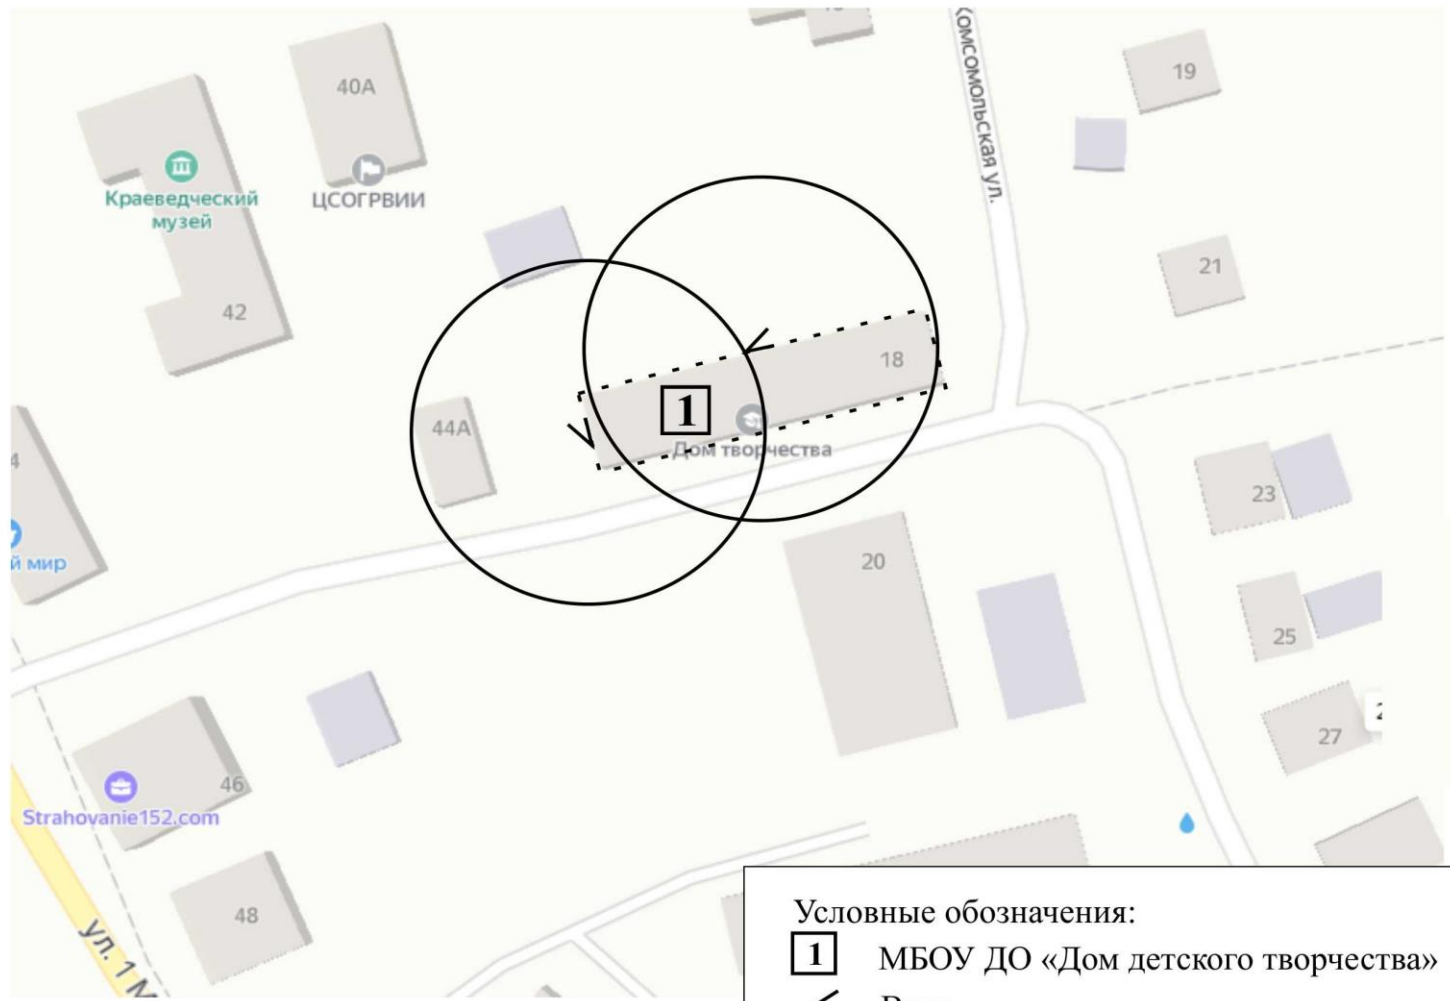 40А
19
Комсомольская ул.
Краеведческий
музей
ЦСОГРВИИ
21
42
18
44А
1
Дом творчества
4
23
й мир
20
25
27
46
Strahovanie152.com
48
ул. 1 М
Условные обозначения:
1 МБОУ ДО «Дом детского творчества»